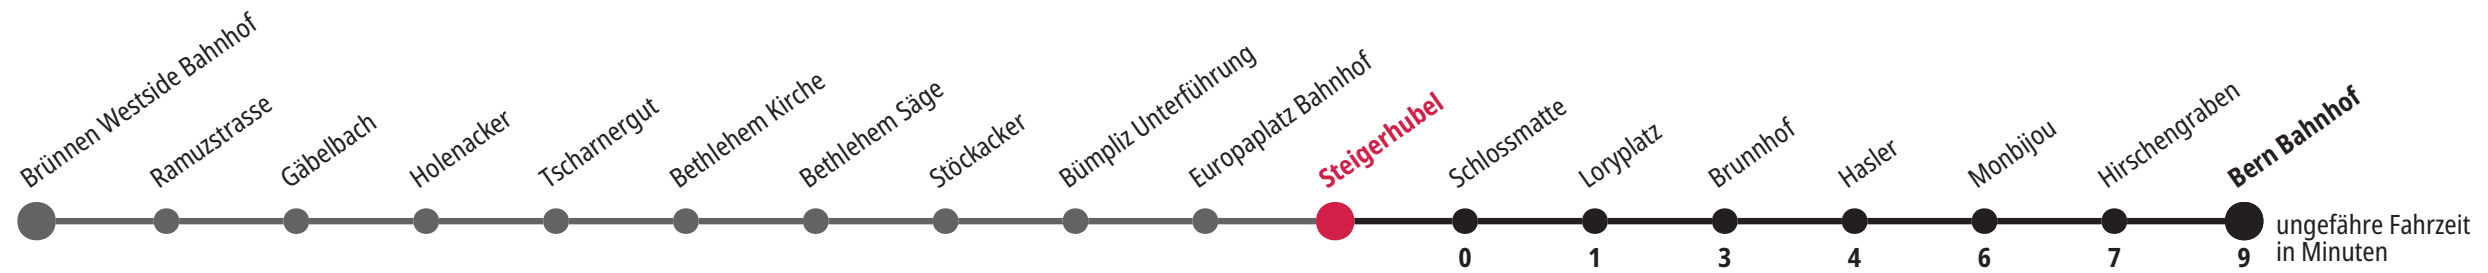 Brünnen Westside Bahnhof
Ramuzstrasse
Gäbelbach
Holenacker
Tscharnergut
Bethlehem Kirche
Bethlehem Säge
Stöckacker
Bümpliz Unterführung
Europaplatz Bahnhof
Steigerhubel
Schlossmatte
Loryplatz
Brunnhof
Hasler
Monbijou
Hirschengraben
Bern Bahnhof
0 1 3 4 6 7 9
ungefähre Fahrzeit
in Minuten